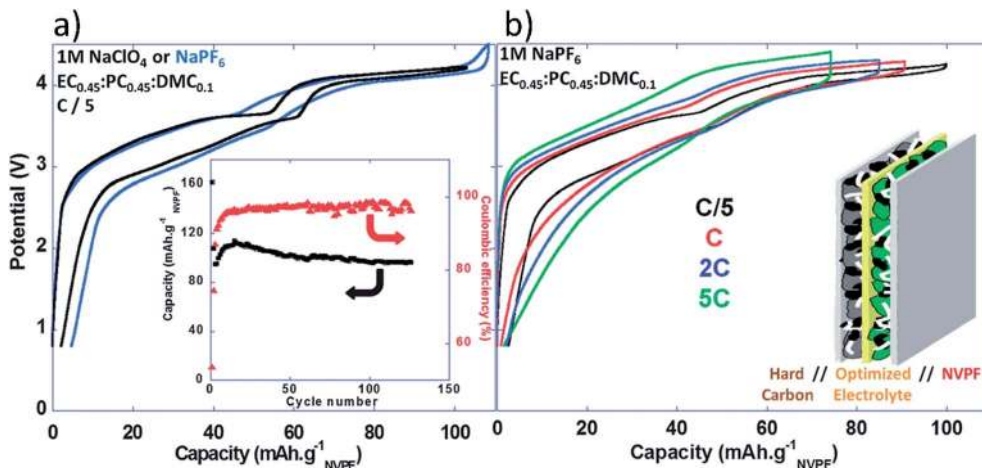 a)
1M NaClO₄ or NaPF₆
EC₀.₄₅:PC₀.₄₅:DMC₀.₁
C / 5
Potential (V)
4
3
2
1
0
0 20 40 60 80 100
Capacity (mAh.g⁻¹NVPF)
Capacity (mAh.g⁻¹NVPF)
160
120
80
40
0
0 50 100 150
Cycle number
100
80
60
Coulombic efficiency (%)
b)
1M NaPF₆
EC₀.₄₅:PC₀.₄₅:DMC₀.₁
C/5
C
2C
5C
Hard // Optimized // NVPF
Carbon Electrolyte
0 20 40 60 80 100
Capacity (mAh.g⁻¹NVPF)